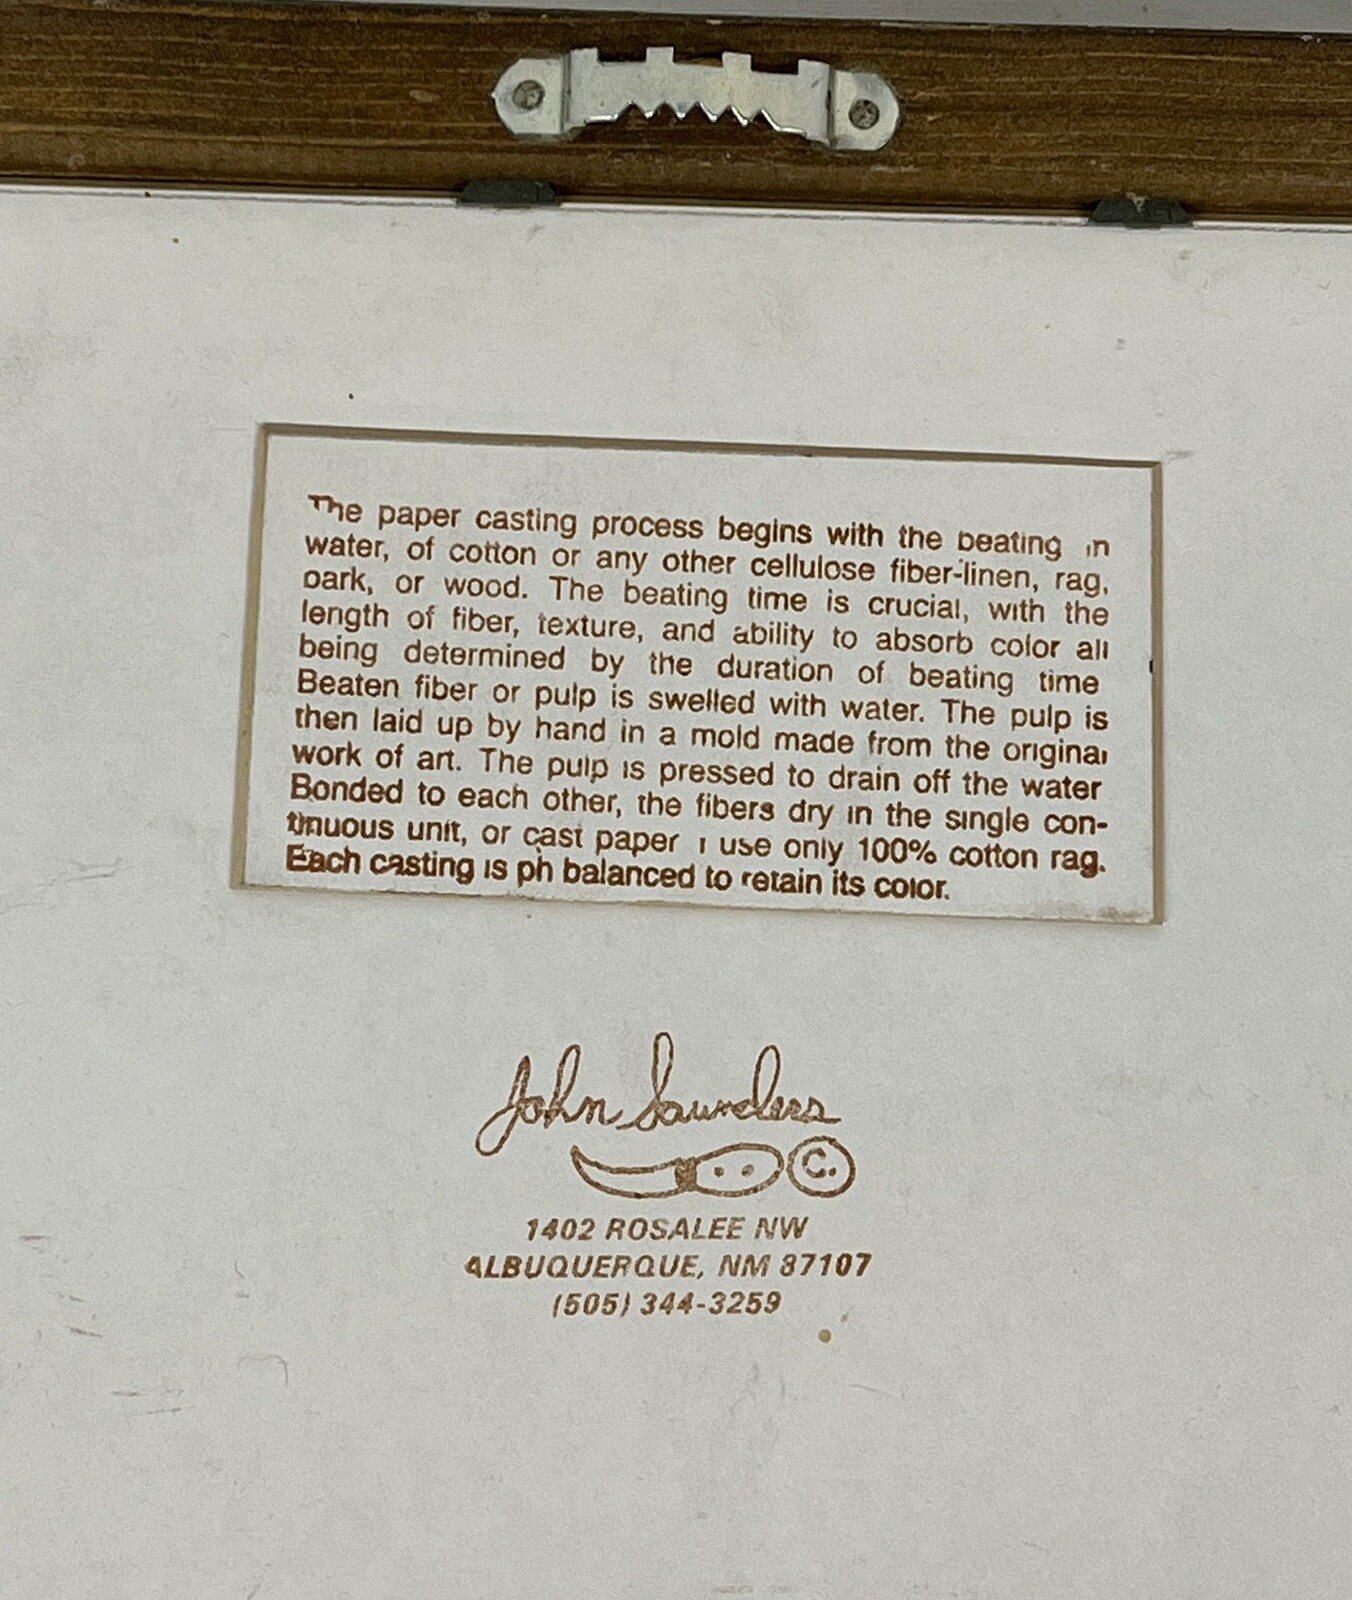 The paper casting process begins with the beating in
water, of cotton or any other cellulose fiber-linen, rag,
bark, or wood. The beating time is crucial, with the
length of fiber, texture, and ability to absorb color all
being determined by the duration of beating time
Beaten fiber or pulp is swelled with water. The pulp is
then laid up by hand in a mold made from the original
work of art. The pulp is pressed to drain off the water
Bonded to each other, the fibers dry in the single con-
tinuous unit, or cast paper I use only 100% cotton rag.
Each casting is ph balanced to retain its color.
John Saunders
©
1402 ROSALEE NW
ALBUQUERQUE, NM 87107
(505) 344-3259